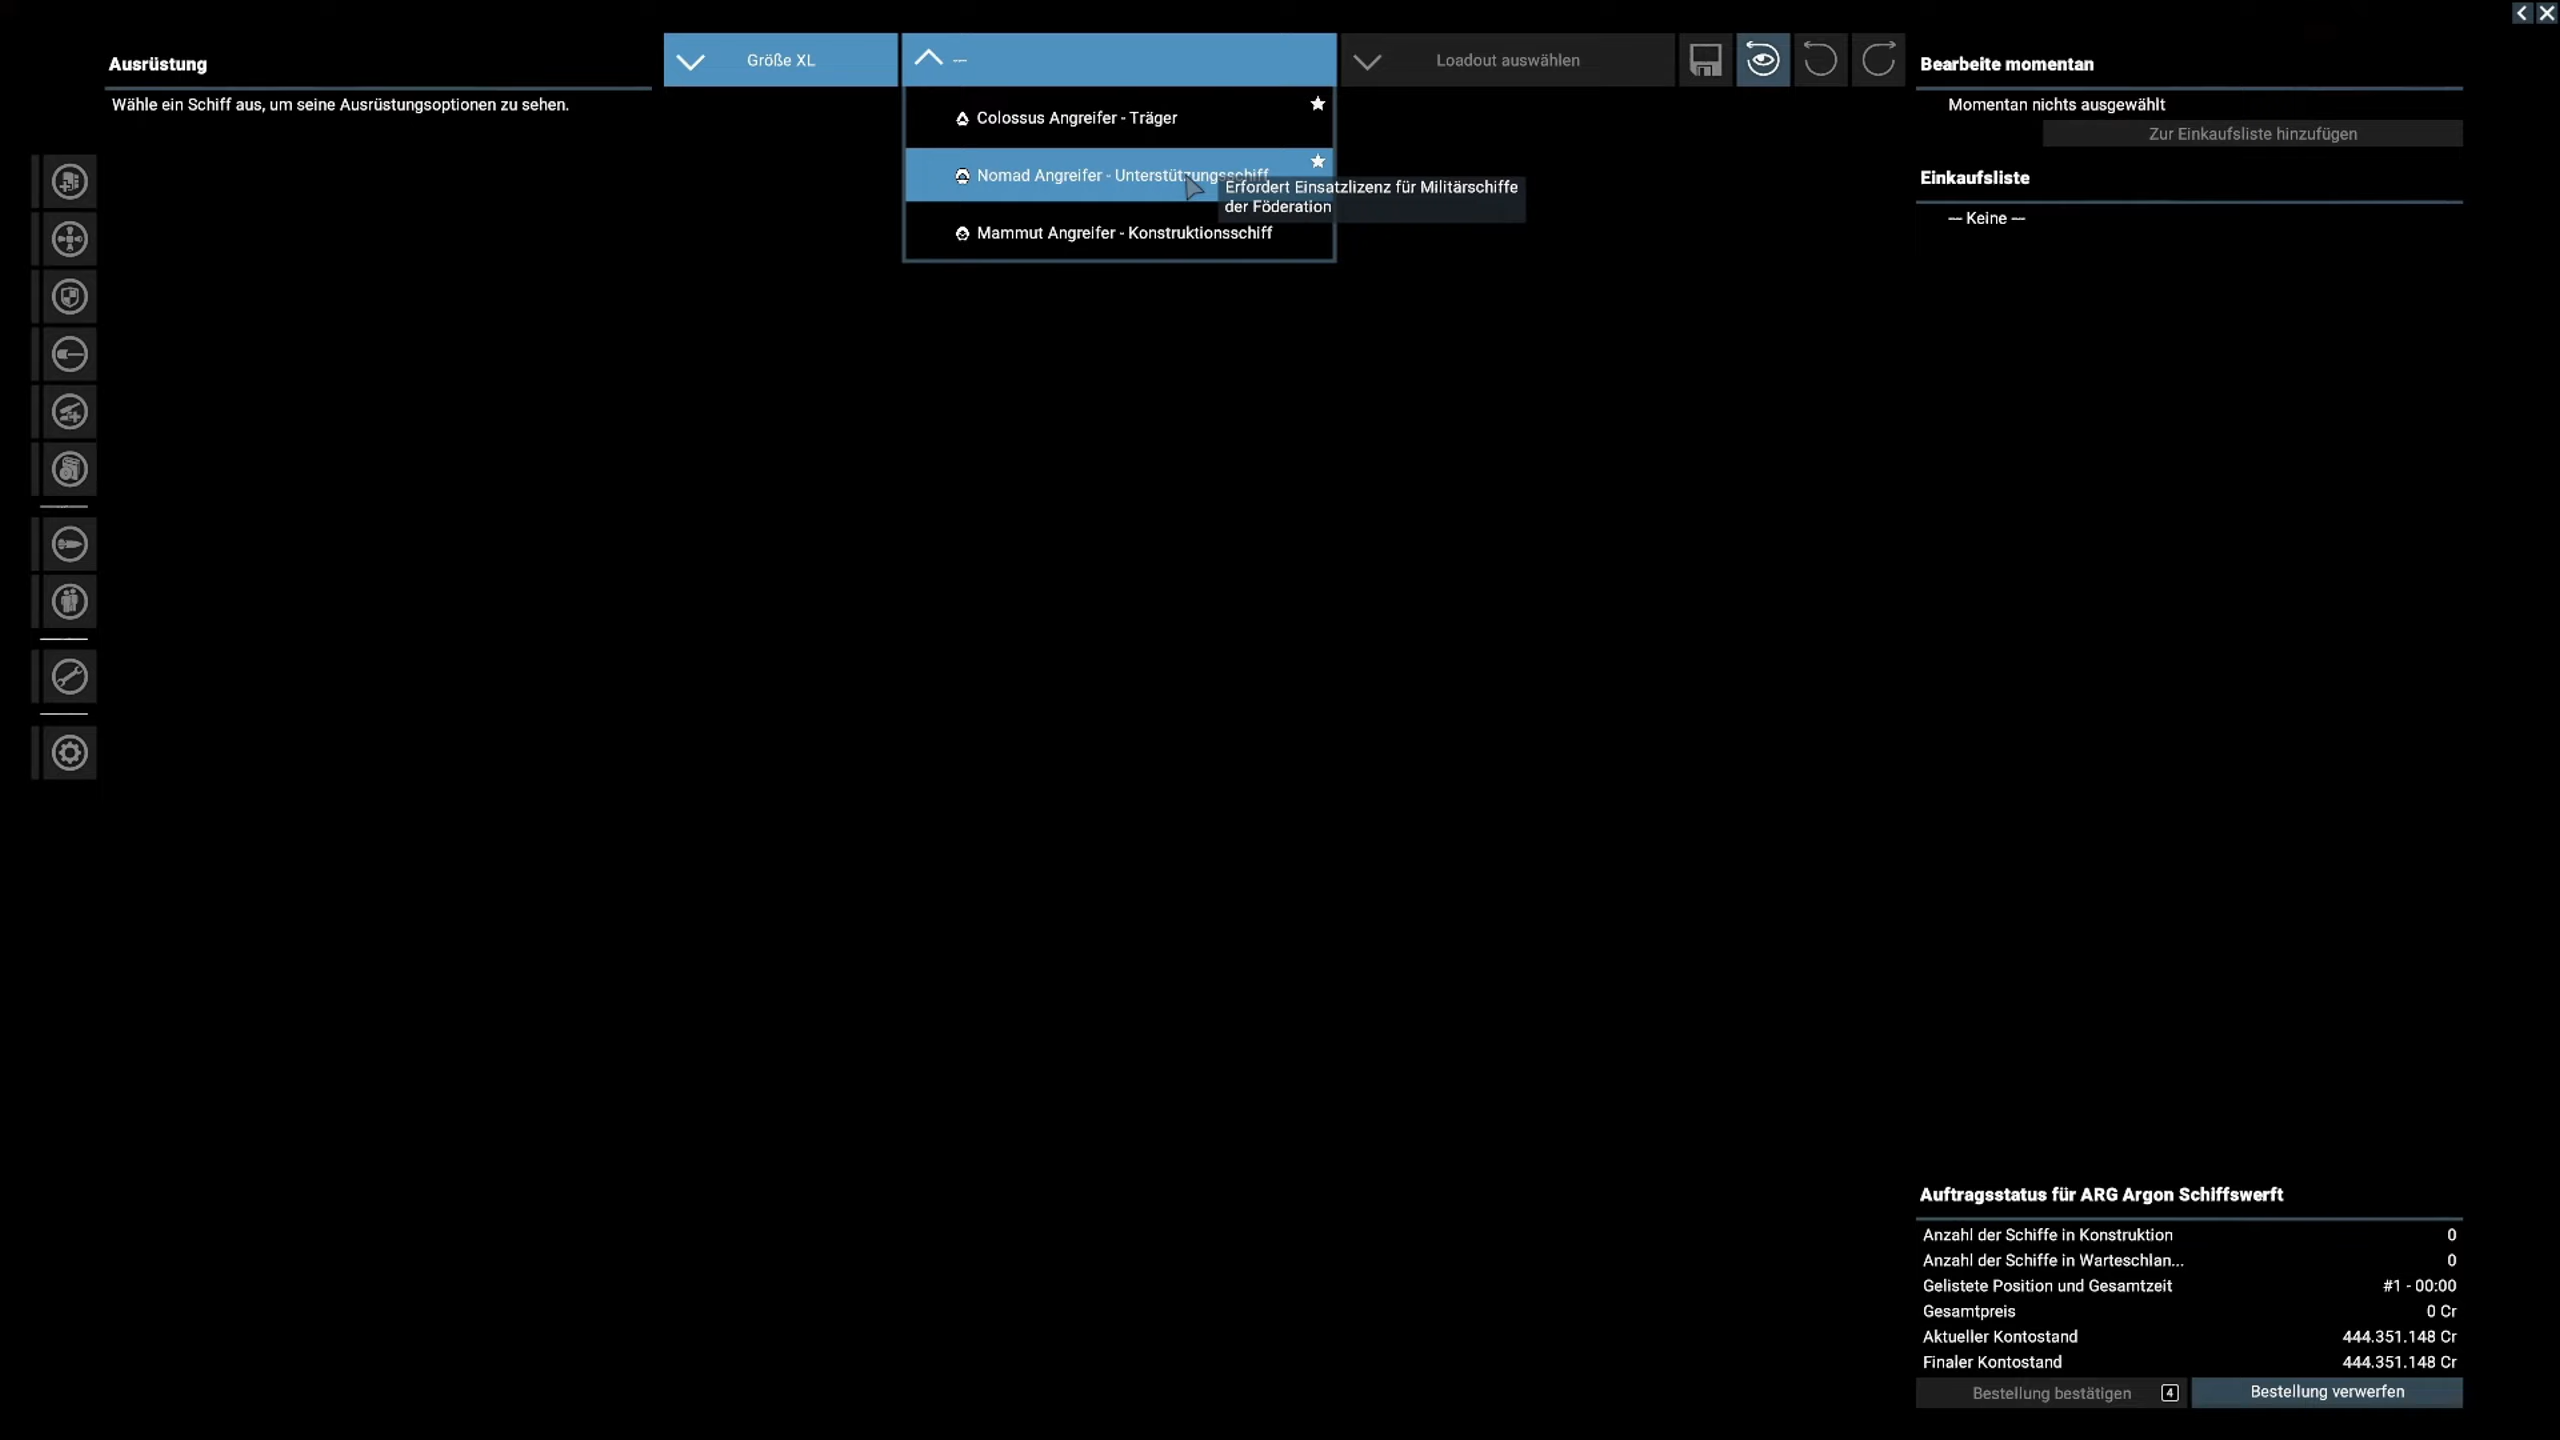 Ausrüstung
Wähle ein Schiff aus, um seine Ausrüstungsoptionen zu sehen.
Größe XL
---
Loadout auswählen
Colossus Angreifer - Träger
Nomad Angreifer - Unterstützungsschiff
Mammut Angreifer - Konstruktionsschiff
Erfordert Einsatzlizenz für Militärschiffe
der Föderation
Bearbeite momentan
Momentan nichts ausgewählt
Zur Einkaufsliste hinzufügen
Einkaufsliste
--- Keine ---
Auftragsstatus für ARG Argon Schiffswerft
Anzahl der Schiffe in Konstruktion 0
Anzahl der Schiffe in Warteschlan... 0
Gelistete Position und Gesamtzeit #1 - 00:00
Gesamtpreis 0 Cr
Aktueller Kontostand 444.351.148 Cr
Finaler Kontostand 444.351.148 Cr
Bestellung bestätigen 4
Bestellung verwerfen